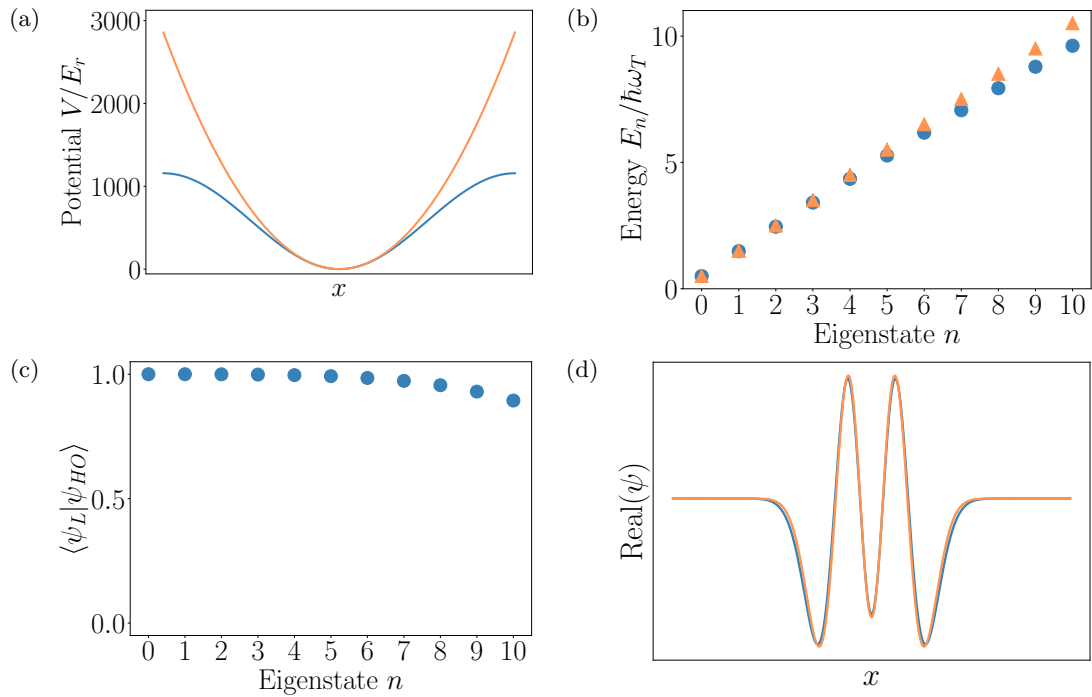 (a)
Potential V/E_r
3000
2000
1000
0
x
(b)
Energy E_n/ħω_T
10
5
0
0 1 2 3 4 5 6 7 8 9 10
Eigenstate n
(c)
⟨ψ_L|ψ_HO⟩
1.0
0.5
0.0
0 1 2 3 4 5 6 7 8 9 10
Eigenstate n
(d)
Real(ψ)
x